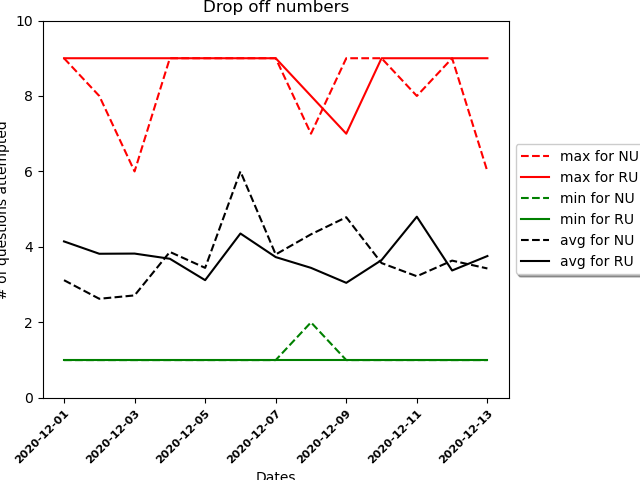 Drop off numbers
10
8
6
4
2
0
# of questions attempted
2020-12-01
2020-12-03
2020-12-05
2020-12-07
2020-12-09
2020-12-11
2020-12-13
Dates
max for NU
max for RU
min for NU
min for RU
avg for NU
avg for RU